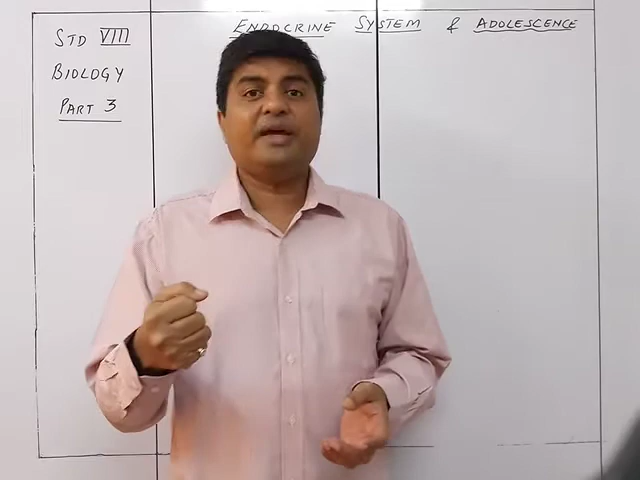 STD VIII
BIOLOGY
PART 3
ENDOCRINE SYSTEM & ADOLESCENCE